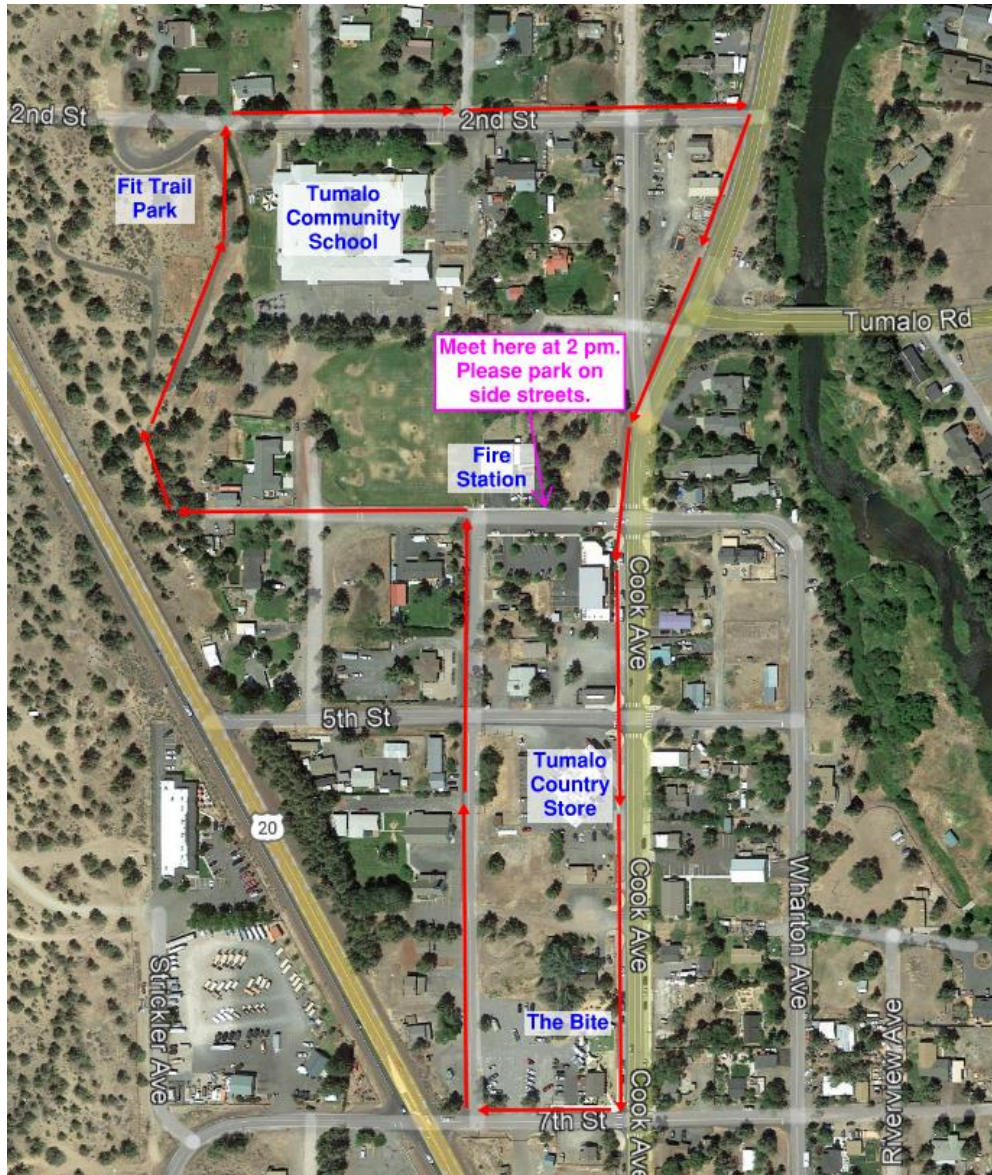 2nd St
2nd St
Fit Trail
Park
Tumalo
Community
School
Tumalo Rd
Meet here at 2 pm.
Please park on
side streets.
Fire
Station
Cook Ave
5th St
Tumalo
Country
Store
20
Cook Ave
Wharton Ave
Strickler Ave
The Bite
Riverview Ave
Cook Ave
7th St